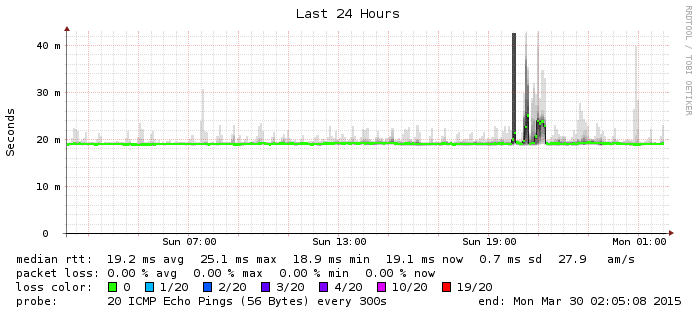 Last 24 Hours
RRDTOOL / TOBI OETIKER
Seconds
40 m
30 m
20 m
10 m
0
Sun 07:00 Sun 13:00 Sun 19:00 Mon 01:00
median rtt: 19.2 ms avg 25.1 ms max 18.9 ms min 19.1 ms now 0.7 ms sd 27.9 am/s
packet loss: 0.00 % avg 0.00 % max 0.00 % min 0.00 % now
loss color: 0 1/20 2/20 3/20 4/20 10/20 19/20
probe: 20 ICMP Echo Pings (56 Bytes) every 300s end: Mon Mar 30 02:05:08 2015